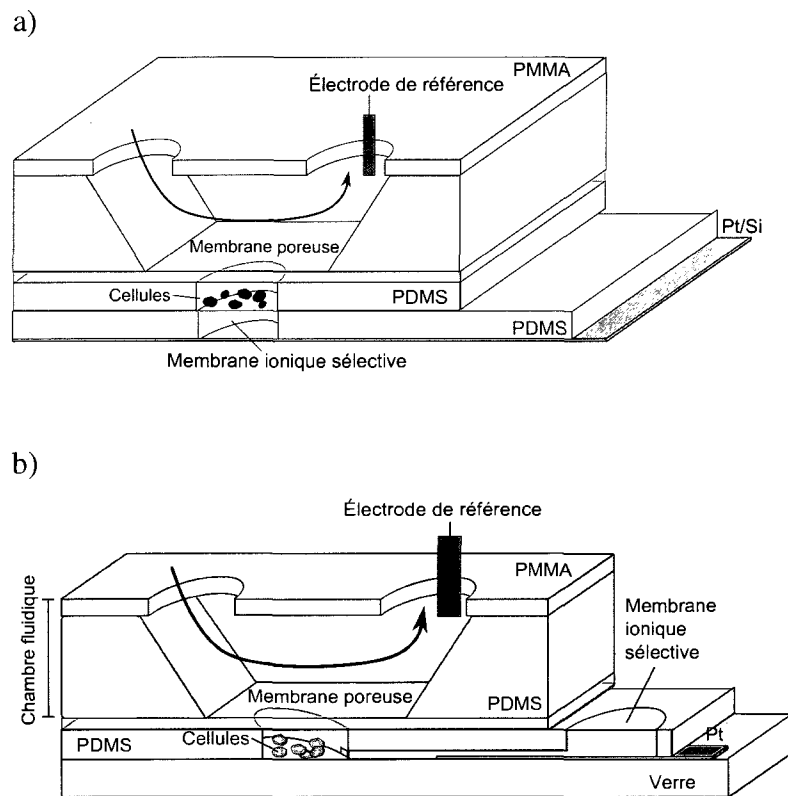 a)
PMMA
Électrode de référence
Pt/Si
Membrane poreuse
Cellules
PDMS
PDMS
Membrane ionique sélective
b)
Électrode de référence
PMMA
Membrane
ionique
sélective
Chambre fluidique
Membrane poreuse
PDMS
Cellules
PDMS
Pt
Verre